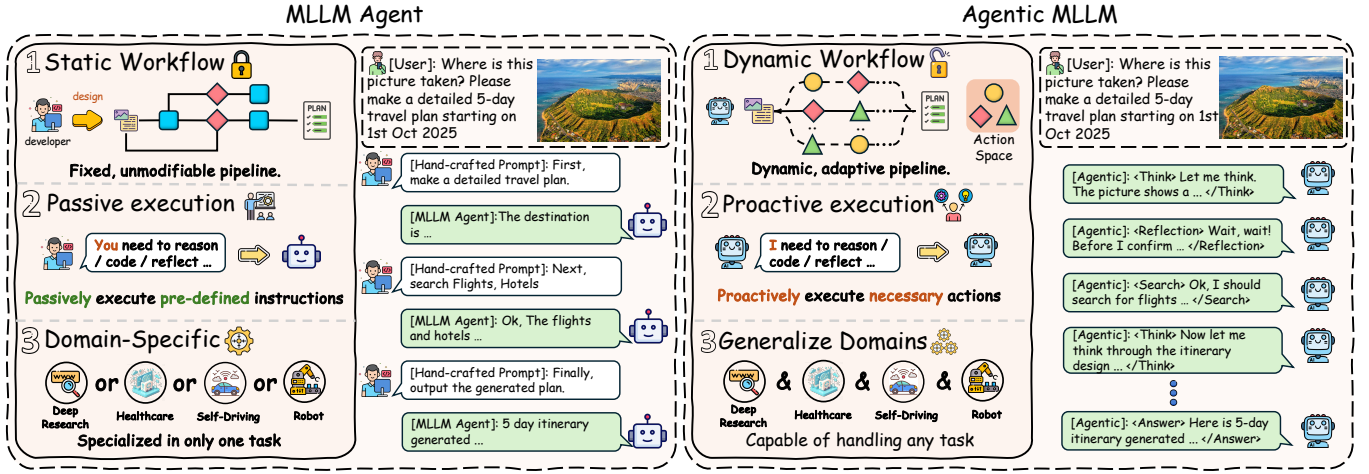 MLLM Agent
1 Static Workflow
design
developer
PLAN
Fixed, unmodifiable pipeline.
2 Passive execution
You need to reason
/ code / reflect ...
Passively execute pre-defined instructions
3 Domain-Specific
WWW
or
or
or
Deep
Research
Healthcare
Self-Driving
Robot
Specialized in only one task
[User]: Where is this
picture taken? Please
make a detailed 5-day
travel plan starting on
1st Oct 2025
[Hand-crafted Prompt]: First,
make a detailed travel plan.
[MLLM Agent]:The destination
is ...
[Hand-crafted Prompt]: Next,
search Flights, Hotels
[MLLM Agent]: Ok, The flights
and hotels ...
[Hand-crafted Prompt]: Finally,
output the generated plan.
[MLLM Agent]: 5 day itinerary
generated ...
Agentic MLLM
1 Dynamic Workflow
PLAN
Action
Space
Dynamic, adaptive pipeline.
2 Proactive execution
I need to reason /
code / reflect ...
Proactively execute necessary actions
3 Generalize Domains
WWW
&
&
&
Deep
Research
Healthcare
Self-Driving
Robot
Capable of handling any task
[User]: Where is this
picture taken? Please
make a detailed 5-day
travel plan starting on 1st
Oct 2025
[Agentic]: <Think> Let me think.
The picture shows a ... </Think>
[Agentic]: <Reflection> Wait, wait!
Before I confirm ... </Reflection>
[Agentic]: <Search> Ok, I should
search for flights ... </Search>
[Agentic]: <Think> Now let me
think through the itinerary
design ... </Think>
[Agentic]: <Answer> Here is 5-day
itinerary generated ... </Answer>